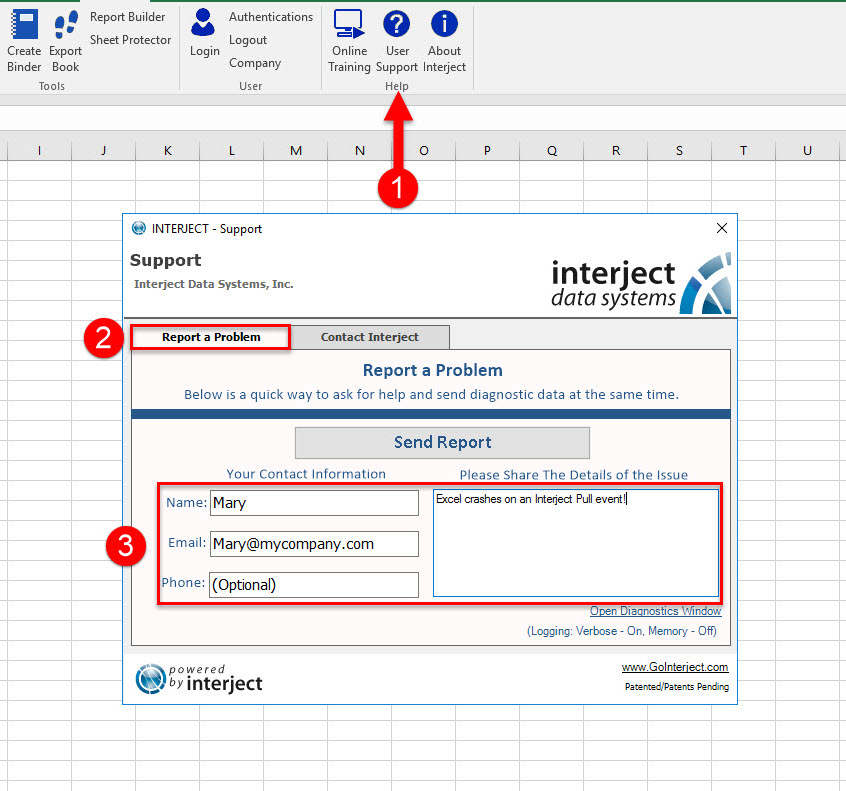 Report Builder
Sheet Protector
Create Binder
Export Book
Tools
Login
Authentications
Logout
Company
User
Online Training
User Support
About Interject
Help
1
I J K L M N O P Q R S T U
INTERJECT - Support
Support
Interject Data Systems, Inc.
interject
data systems
2
Report a Problem
Contact Interject
Report a Problem
Below is a quick way to ask for help and send diagnostic data at the same time.
Send Report
Your Contact Information
Please Share The Details of the Issue
3
Name: Mary
Email: Mary@mycompany.com
Phone: (Optional)
Excel crashes on an Interject Pull event!
Open Diagnostics Window
(Logging: Verbose - On, Memory - Off)
powered
by interject
www.GoInterject.com
Patented/Patents Pending